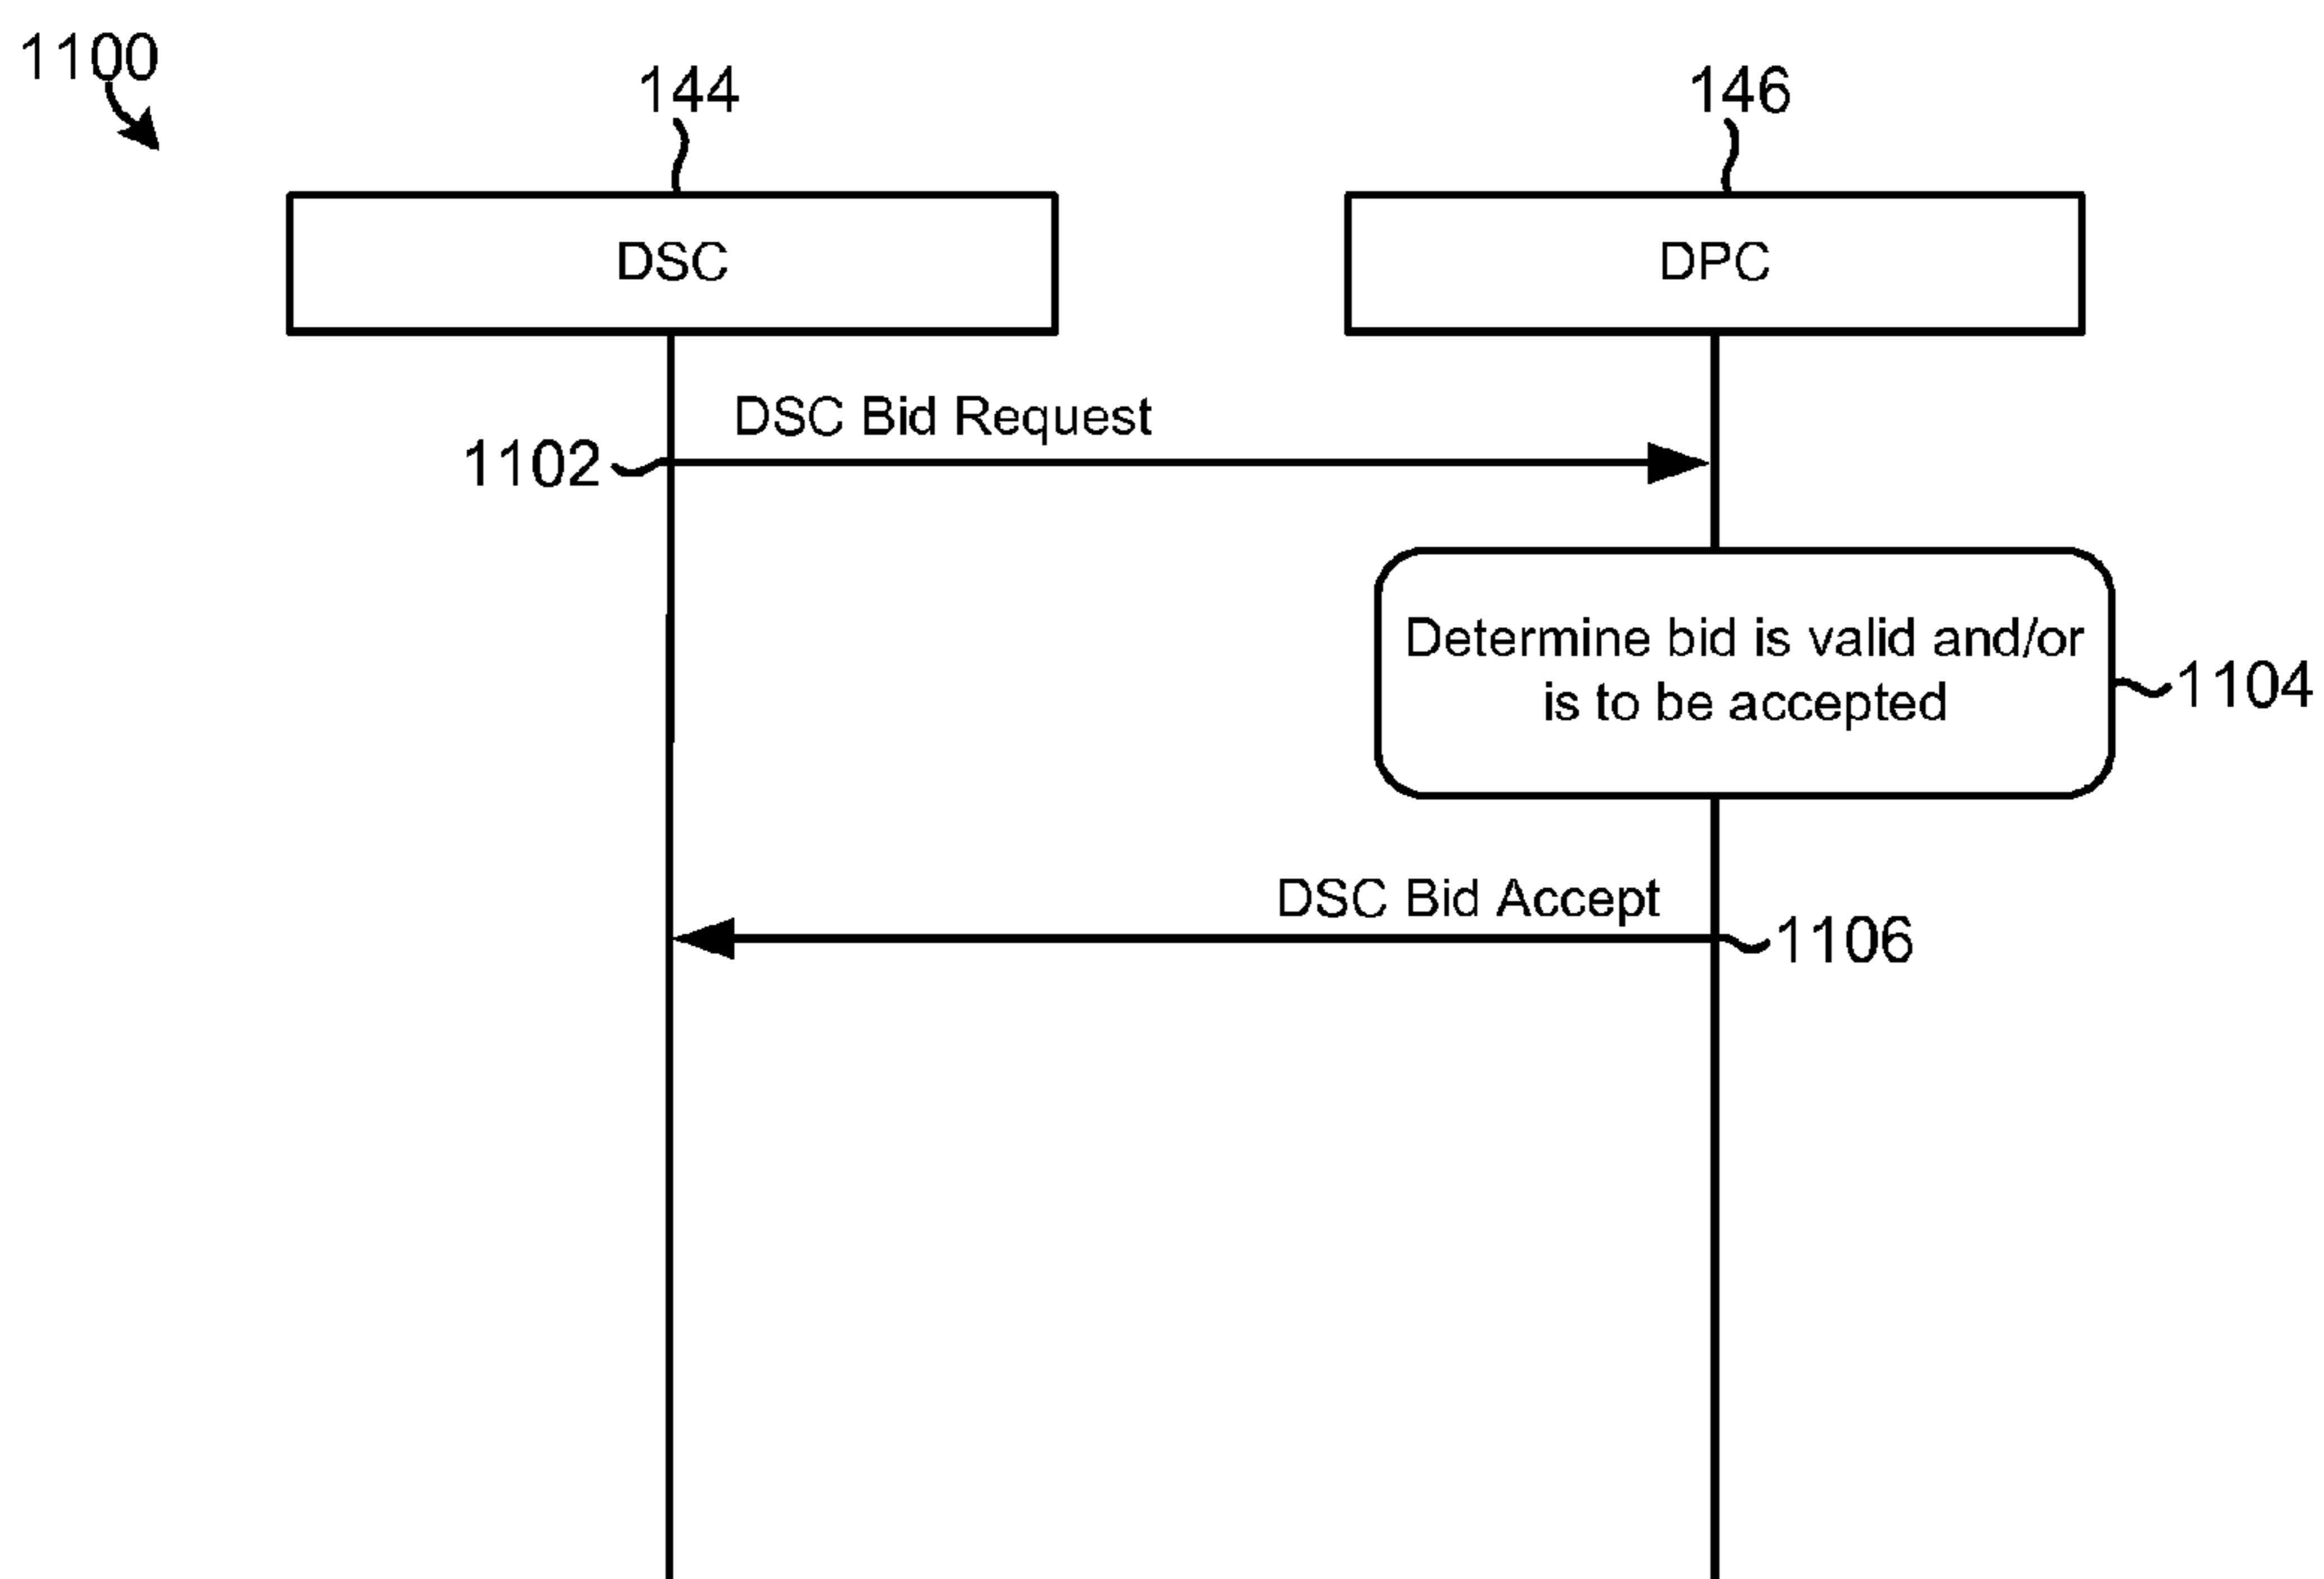 1100
144
146
DSC
DPC
DSC Bid Request
1102
Determine bid is valid and/or
is to be accepted
1104
DSC Bid Accept
1106